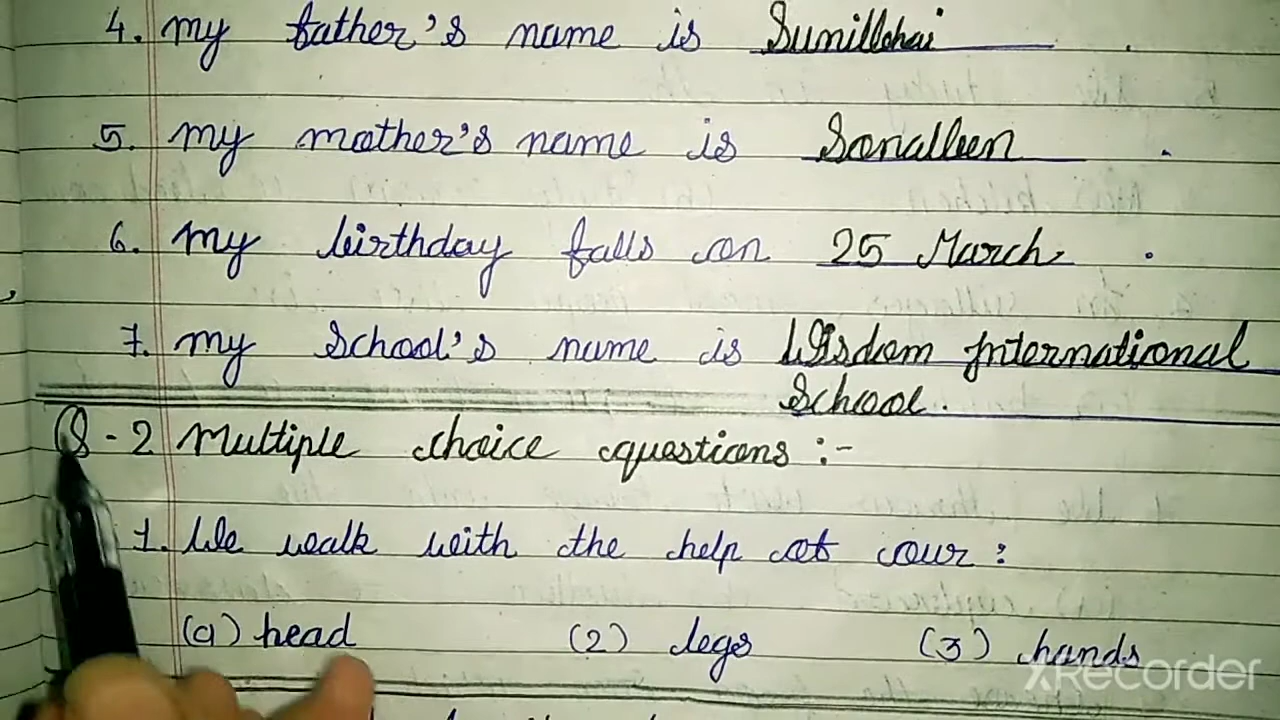 4. my father's name is Sunilbhai .
5. my mother's name is Sonalben .
6. my birthday falls on 25 March .
7. my School's name is Wisdom International
School.
Q-2 Multiple choice questions :-
1. We walk with the help of our :
(a) head (2) legs (3) hands
XRecorder